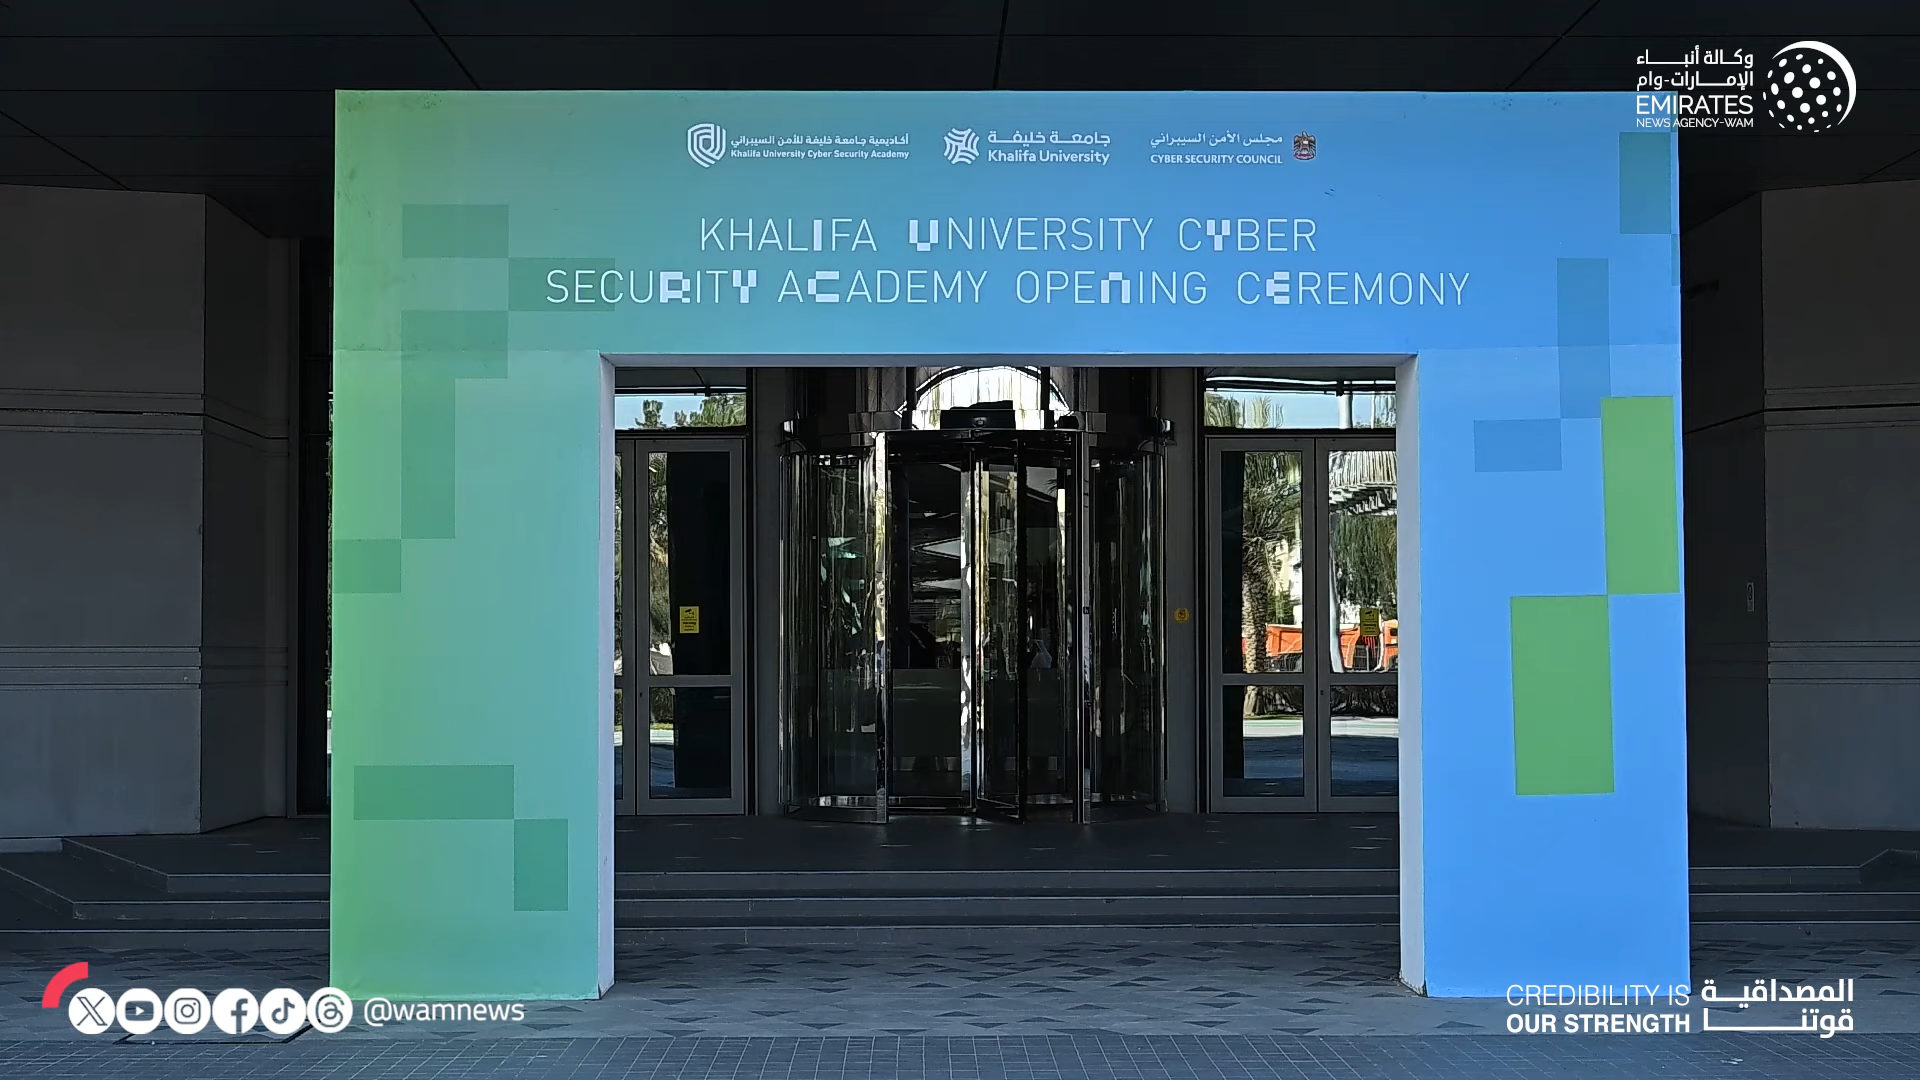 وكالة أنباء
الإمارات-وام
EMIRATES
NEWS AGENCY-WAM
أكاديمية جامعة خليفة للأمن السيبراني
Khalifa University Cyber Security Academy
جامعة خليفة
Khalifa University
مجلس الأمن السيبراني
CYBER SECURITY COUNCIL
KHALIFA UNIVERSITY CYBER
SECURITY ACADEMY OPENING CEREMONY
@wamnews
CREDIBILITY IS
OUR STRENGTH
المصداقية
قوتنا